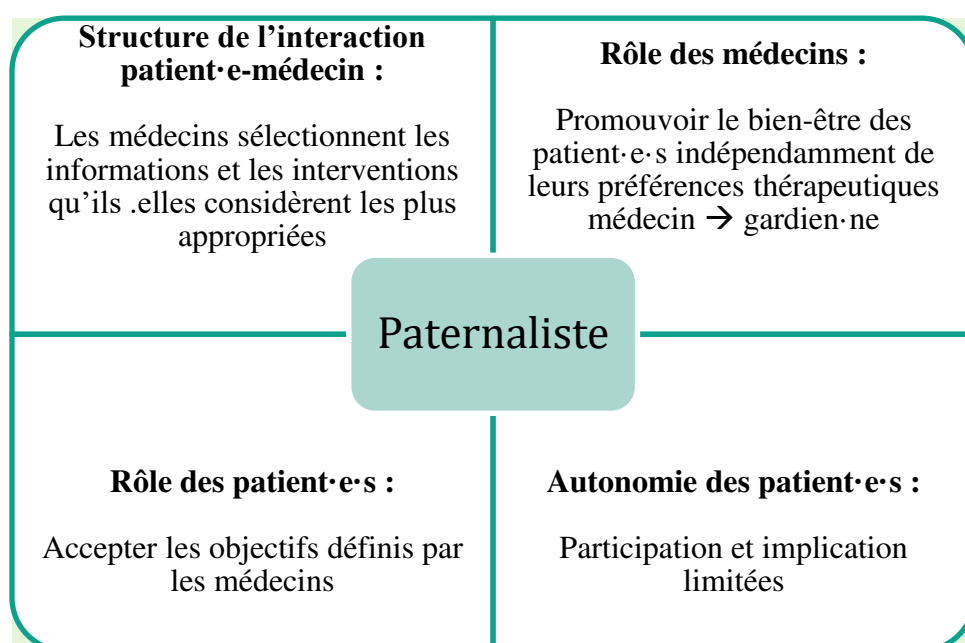 Structure de l’interaction
patient·e-médecin :
Les médecins sélectionnent les
informations et les interventions
qu’ils .elles considèrent les plus
appropriées
Rôle des médecins :
Promouvoir le bien-être des
patient·e·s indépendamment de
leurs préférences thérapeutiques
médecin → gardien·ne
Paternaliste
Rôle des patient·e·s :
Accepter les objectifs définis par
les médecins
Autonomie des patient·e·s :
Participation et implication
limitées